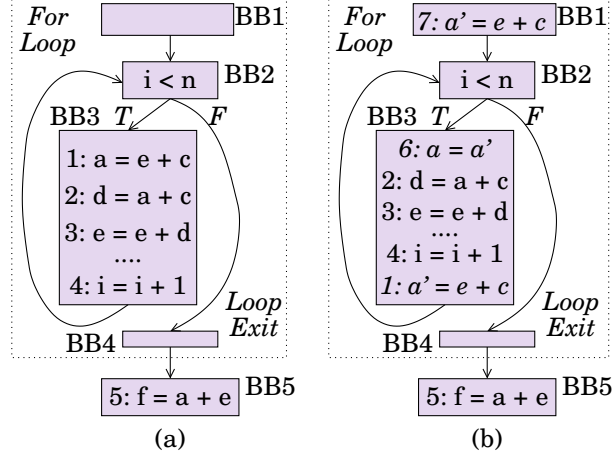 For
Loop
BB1
i < n
BB2
BB3
T
F
1: a = e + c
2: d = a + c
3: e = e + d
....
4: i = i + 1
Loop
Exit
BB4
5: f = a + e
BB5
(a)
For
Loop
7: a' = e + c
BB1
i < n
BB2
BB3
T
F
6: a = a'
2: d = a + c
3: e = e + d
....
4: i = i + 1
1: a' = e + c
Loop
Exit
BB4
5: f = a + e
BB5
(b)